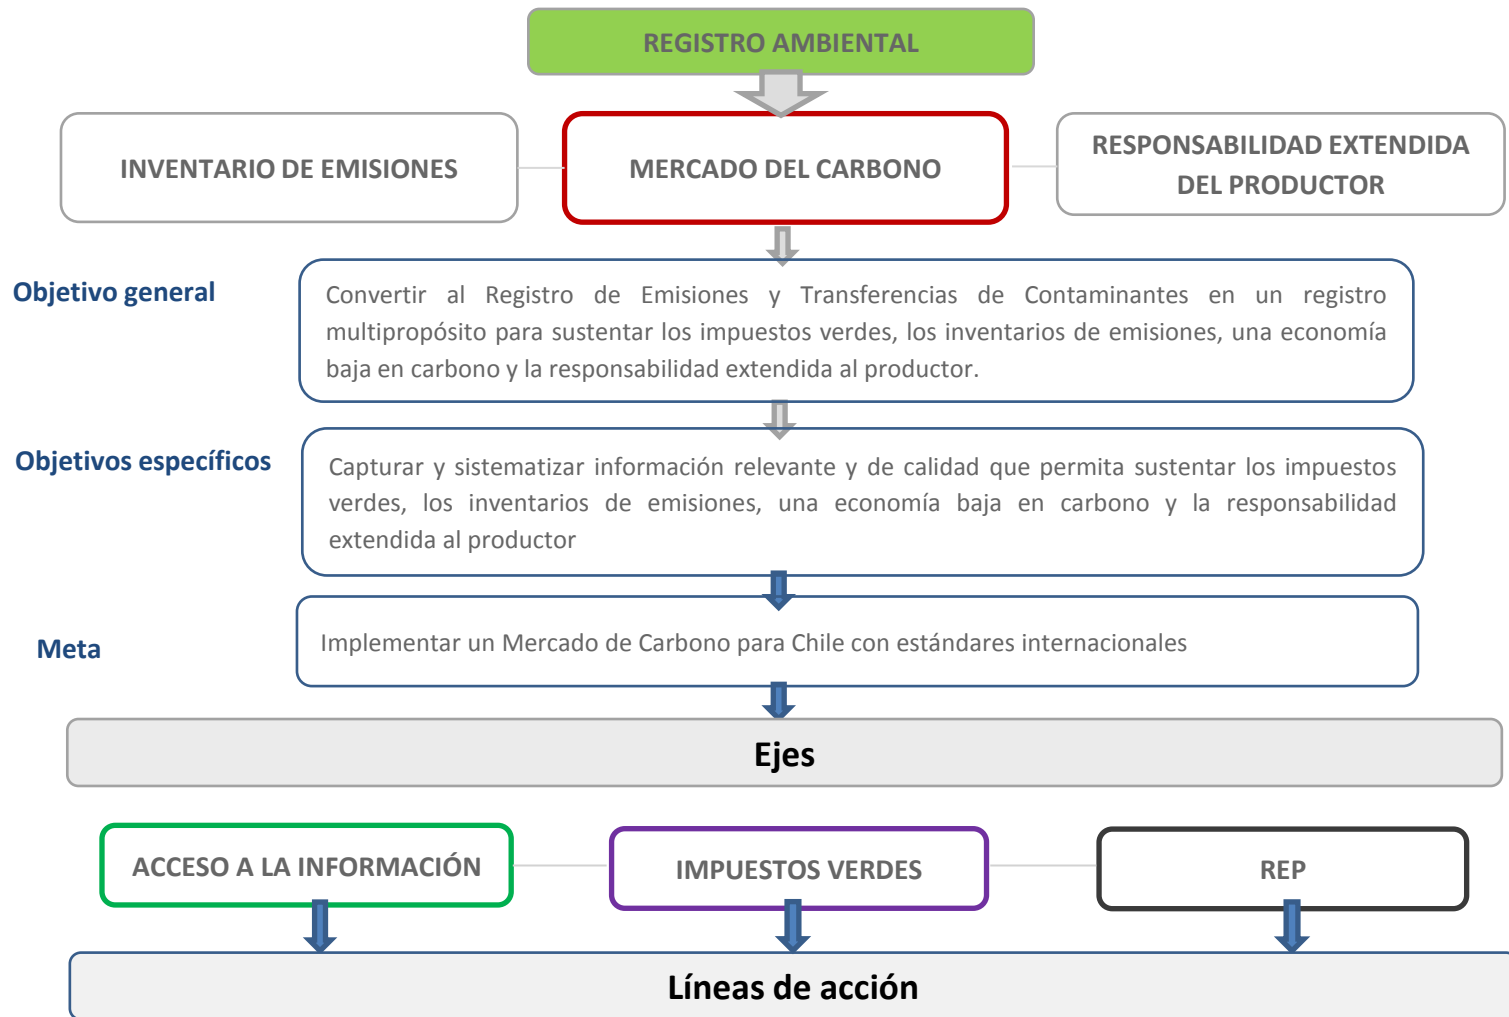 REGISTRO AMBIENTAL
INVENTARIO DE EMISIONES
MERCADO DEL CARBONO
RESPONSABILIDAD EXTENDIDA
DEL PRODUCTOR
Objetivo general
Convertir al Registro de Emisiones y Transferencias de Contaminantes en un registro
multipropósito para sustentar los impuestos verdes, los inventarios de emisiones, una economía
baja en carbono y la responsabilidad extendida al productor.
Objetivos específicos
Capturar y sistematizar información relevante y de calidad que permita sustentar los impuestos
verdes, los inventarios de emisiones, una economía baja en carbono y la responsabilidad
extendida al productor
Meta
Implementar un Mercado de Carbono para Chile con estándares internacionales
Ejes
ACCESO A LA INFORMACIÓN
IMPUESTOS VERDES
REP
Líneas de acción